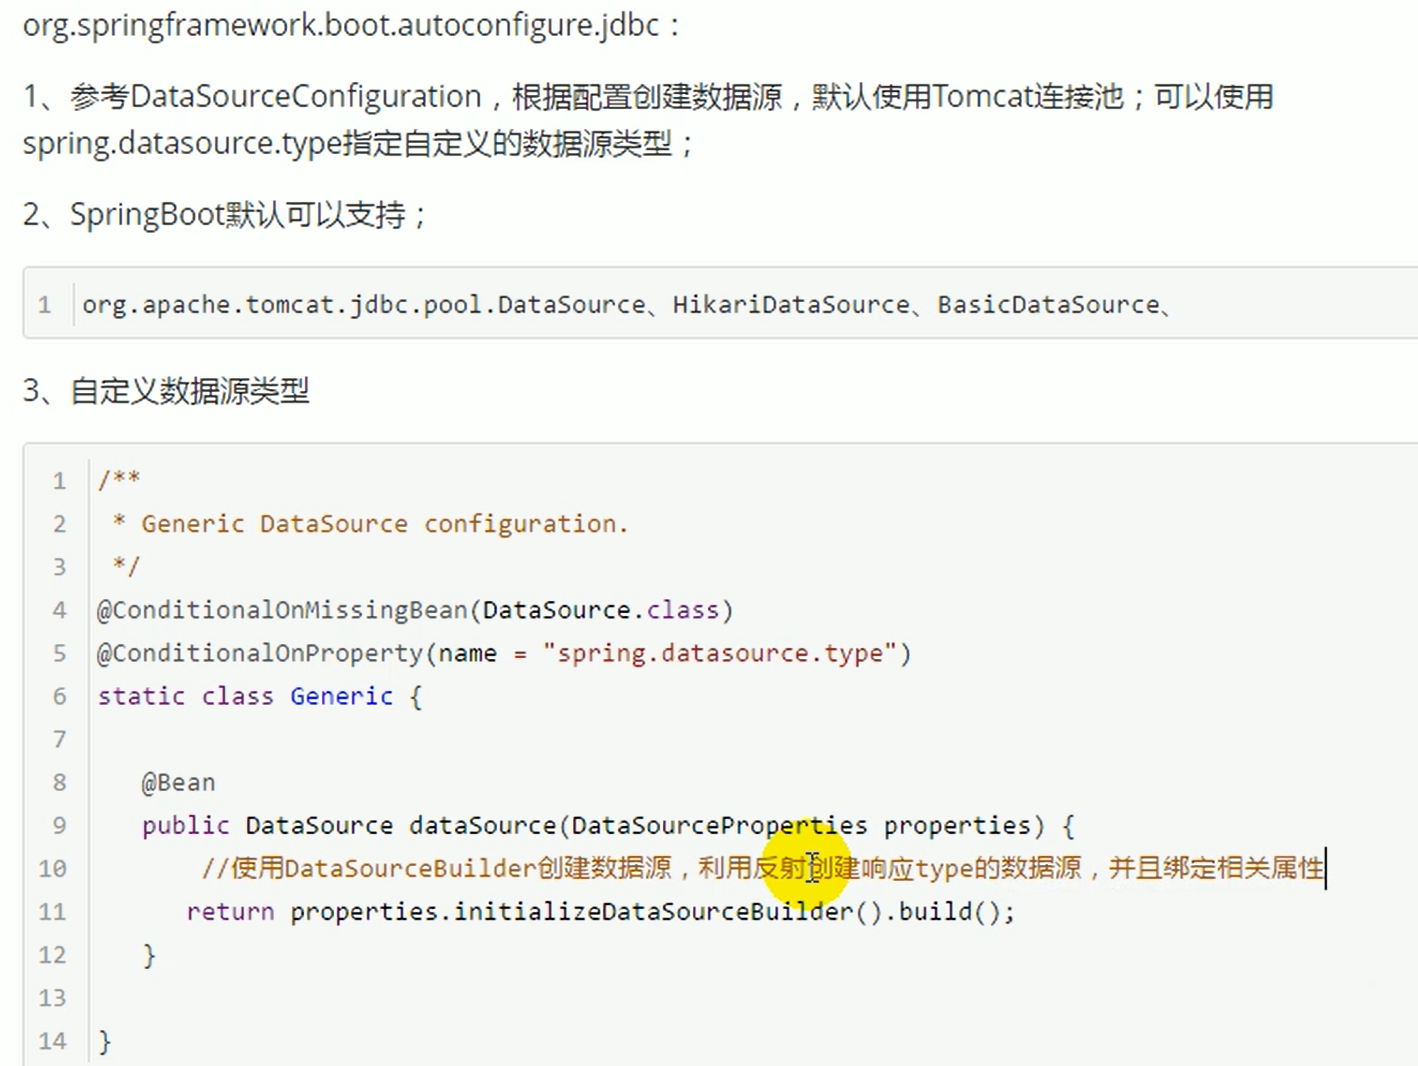 org.springframework.boot.autoconfigure.jdbc：
1、参考DataSourceConfiguration，根据配置创建数据源，默认使用Tomcat连接池；可以使用
spring.datasource.type指定自定义的数据源类型；
2、SpringBoot默认可以支持；
1 org.apache.tomcat.jdbc.pool.DataSource、HikariDataSource、BasicDataSource、
3、自定义数据源类型
1 /**
2  * Generic DataSource configuration.
3  */
4 @ConditionalOnMissingBean(DataSource.class)
5 @ConditionalOnProperty(name = "spring.datasource.type")
6 static class Generic {
7
8    @Bean
9    public DataSource dataSource(DataSourceProperties properties) {
10        //使用DataSourceBuilder创建数据源，利用反射创建响应type的数据源，并且绑定相关属性
11       return properties.initializeDataSourceBuilder().build();
12    }
13
14 }